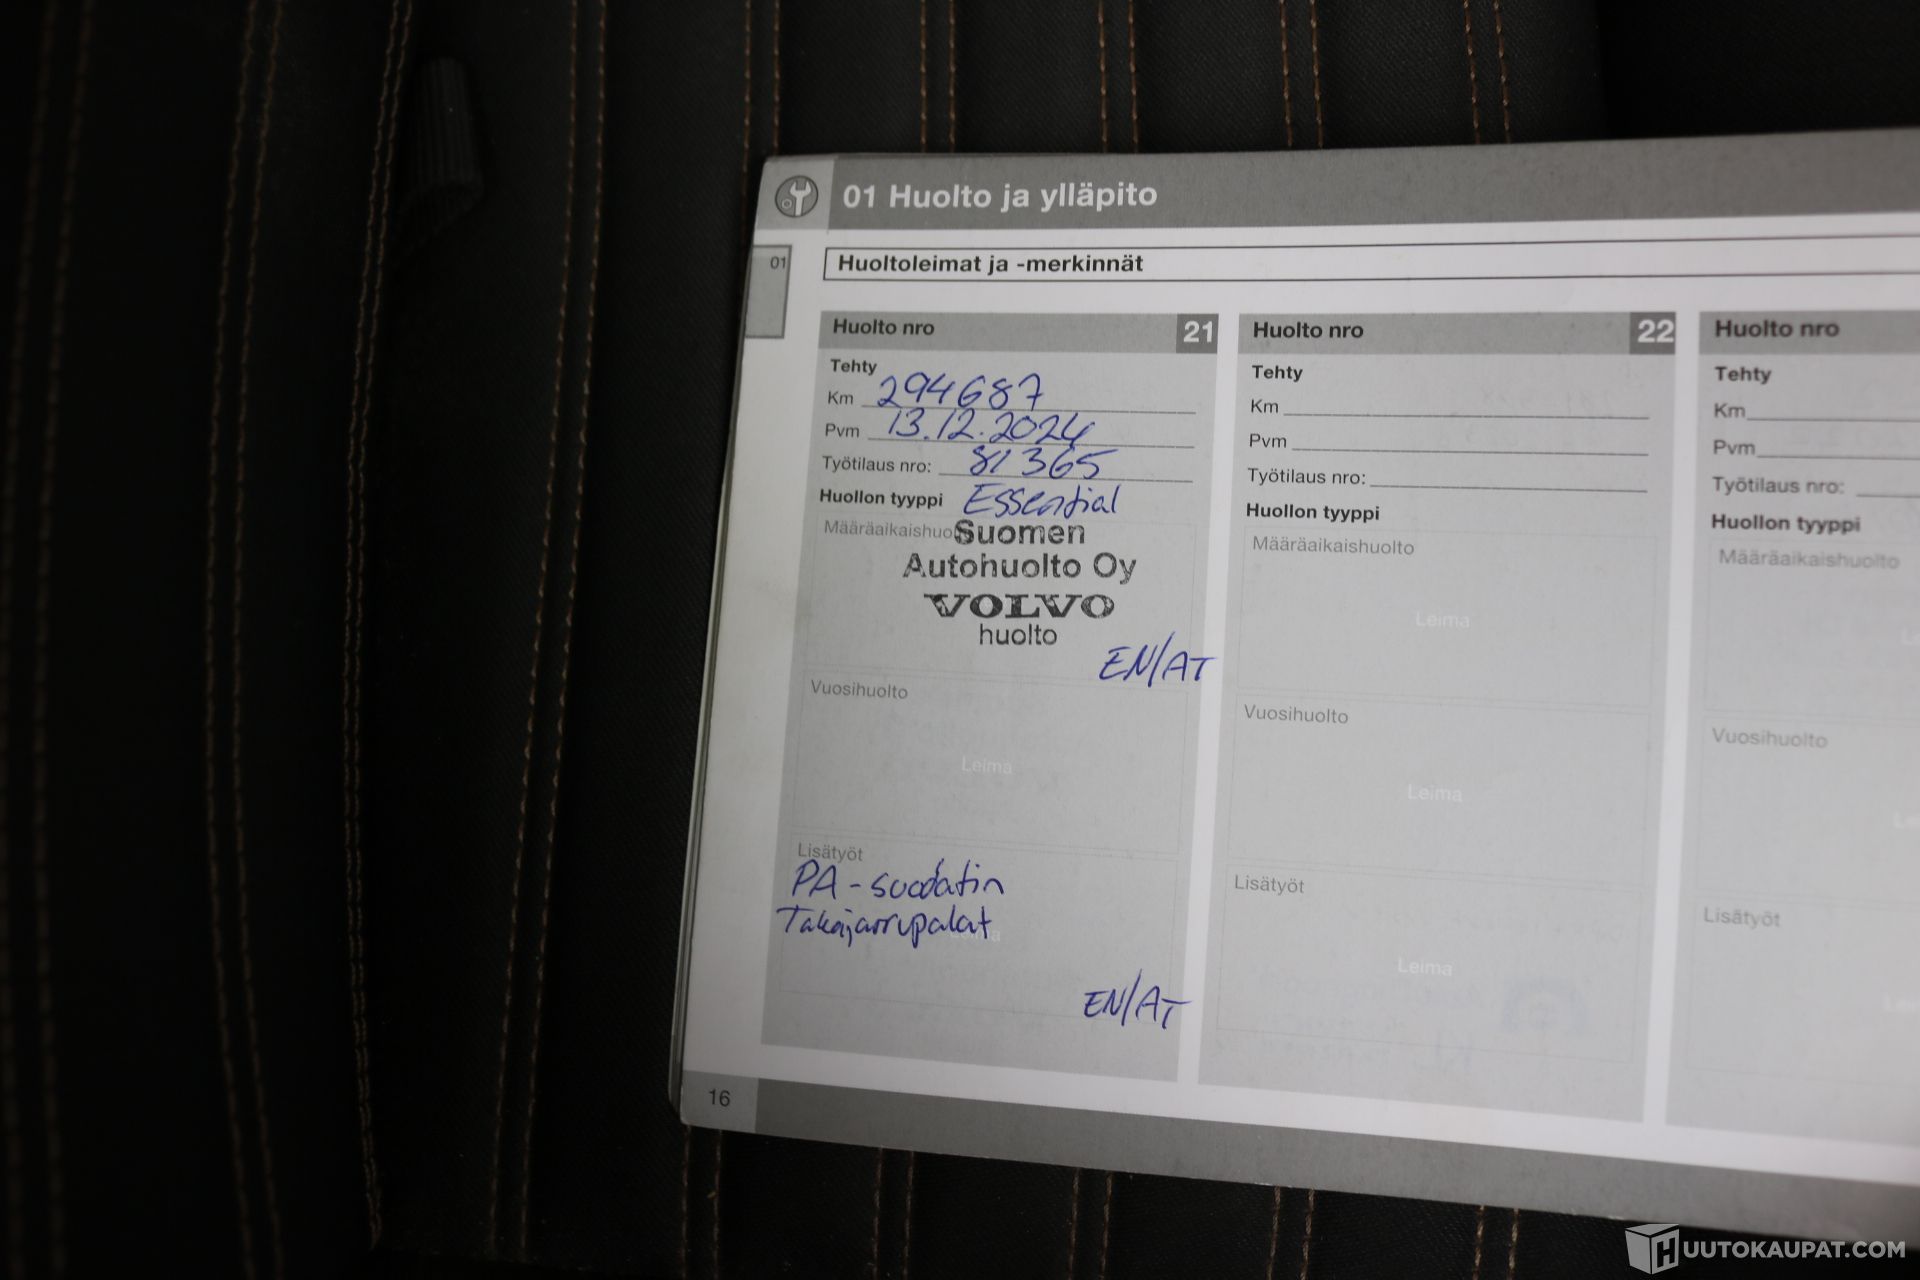 01 Huolto ja ylläpito
01
Huoltoleimat ja -merkinnät
Huolto nro 21
Tehty
Km 294687
Pvm 13.12.2024
Työtilaus nro: 81365
Huollon tyyppi Essential
Määräaikaishuo
Suomen
Autohuolto Oy
VOLVO
huolto
EN/AT
Vuosihuolto
Leima
Lisätyöt
PA-suodatin
Takajarrupalat
EN/AT
Huolto nro 22
Tehty
Km
Pvm
Työtilaus nro:
Huollon tyyppi
Määräaikaishuolto
Leima
Vuosihuolto
Leima
Lisätyöt
Leima
Huolto nro
Tehty
Km
Pvm
Työtilaus nro:
Huollon tyyppi
Määräaikaishuolto
Vuosihuolto
Lisätyöt
16
HUUTOKAUPAT.COM